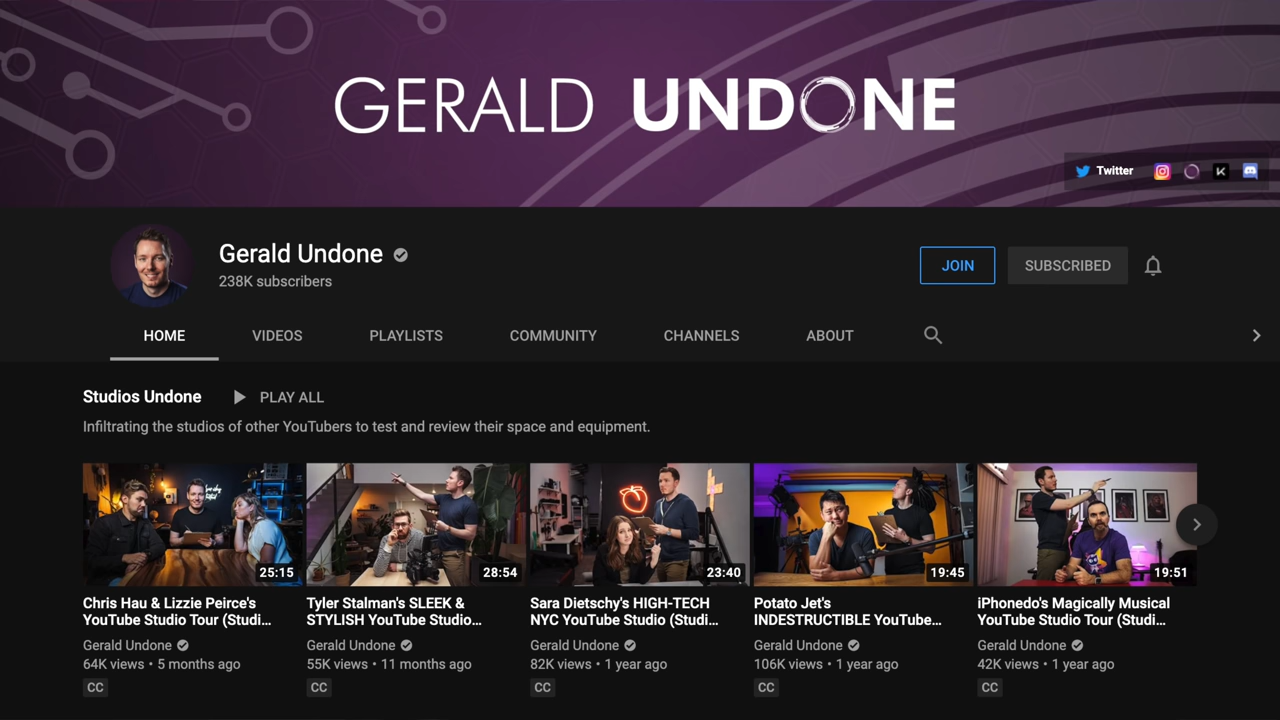 GERALD UNDONE
Twitter
Gerald Undone
238K subscribers
JOIN
SUBSCRIBED
HOME
VIDEOS
PLAYLISTS
COMMUNITY
CHANNELS
ABOUT
Studios Undone
PLAY ALL
Infiltrating the studios of other YouTubers to test and review their space and equipment.
25:15
Chris Hau & Lizzie Peirce's
YouTube Studio Tour (Studi...
Gerald Undone
64K views • 5 months ago
CC
28:54
Tyler Stalman's SLEEK &
STYLISH YouTube Studio...
Gerald Undone
55K views • 11 months ago
CC
23:40
Sara Dietschy's HIGH-TECH
NYC YouTube Studio (Studi...
Gerald Undone
82K views • 1 year ago
CC
19:45
Potato Jet's
INDESTRUCTIBLE YouTube...
Gerald Undone
106K views • 1 year ago
CC
19:51
iPhonedo's Magically Musical
YouTube Studio Tour (Studi...
Gerald Undone
42K views • 1 year ago
CC